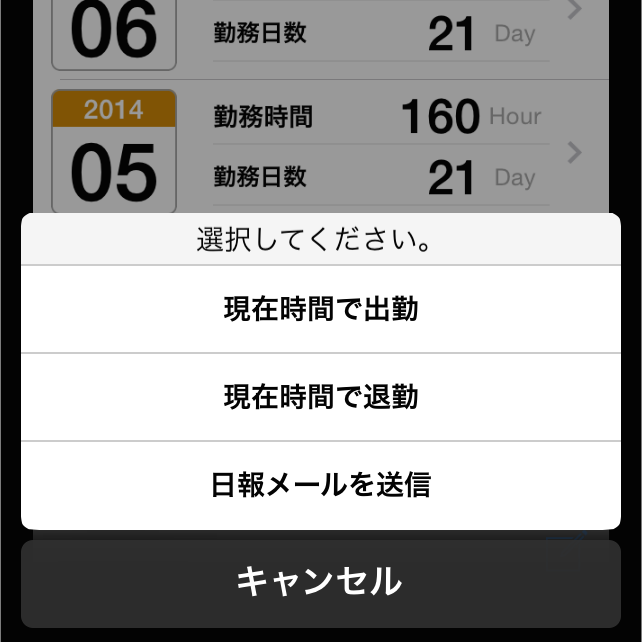 06
勤務日数 21 Day
2014
05
勤務時間 160 Hour
勤務日数 21 Day
選択してください。
現在時間で出勤
現在時間で退勤
日報メールを送信
キャンセル